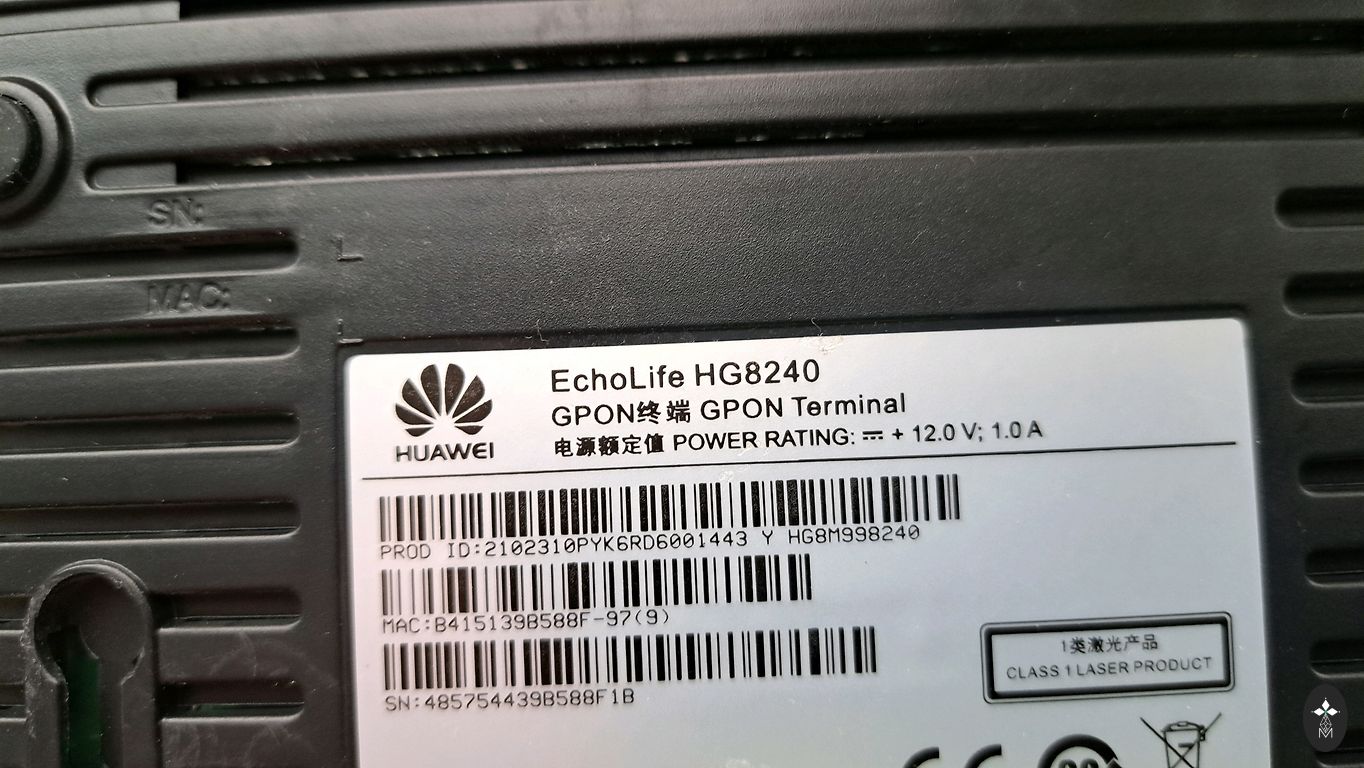 SN:
MAC:
HUAWEI
EchoLife HG8240
GPON终端 GPON Terminal
电源额定值 POWER RATING: ⎓ + 12.0 V; 1.0 A
PROD ID:2102310PYK6RD6001443 Y HG8M998240
MAC:B415139B588F-97(9)
SN:485754439B588F1B
1类激光产品
CLASS 1 LASER PRODUCT